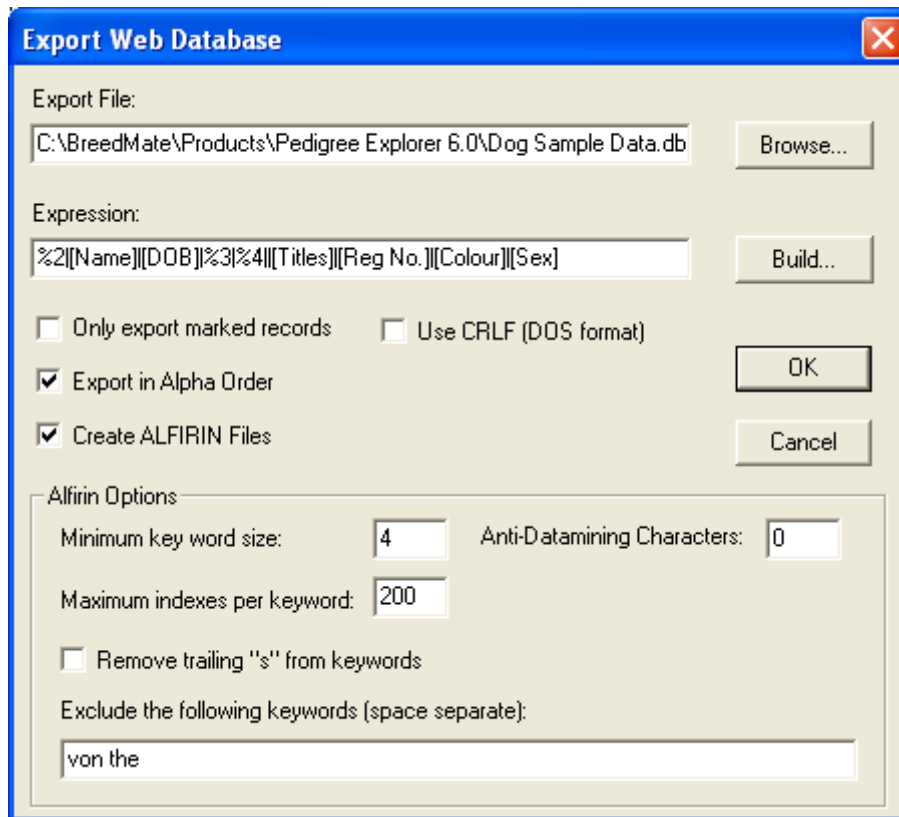 Export Web Database
Export File:
C:\BreedMate\Products\Pedigree Explorer 6.0\Dog Sample Data.db
Browse...
Expression:
%2|[Name]|[DOB]|%3|%4||[Titles]|[Reg No.]|[Colour]|[Sex]
Build...
Only export marked records
Use CRLF (DOS format)
Export in Alpha Order
OK
Create ALFIRIN Files
Cancel
Alfirin Options
Minimum key word size: 4
Anti-Datamining Characters: 0
Maximum indexes per keyword: 200
Remove trailing "s" from keywords
Exclude the following keywords (space separate):
von the